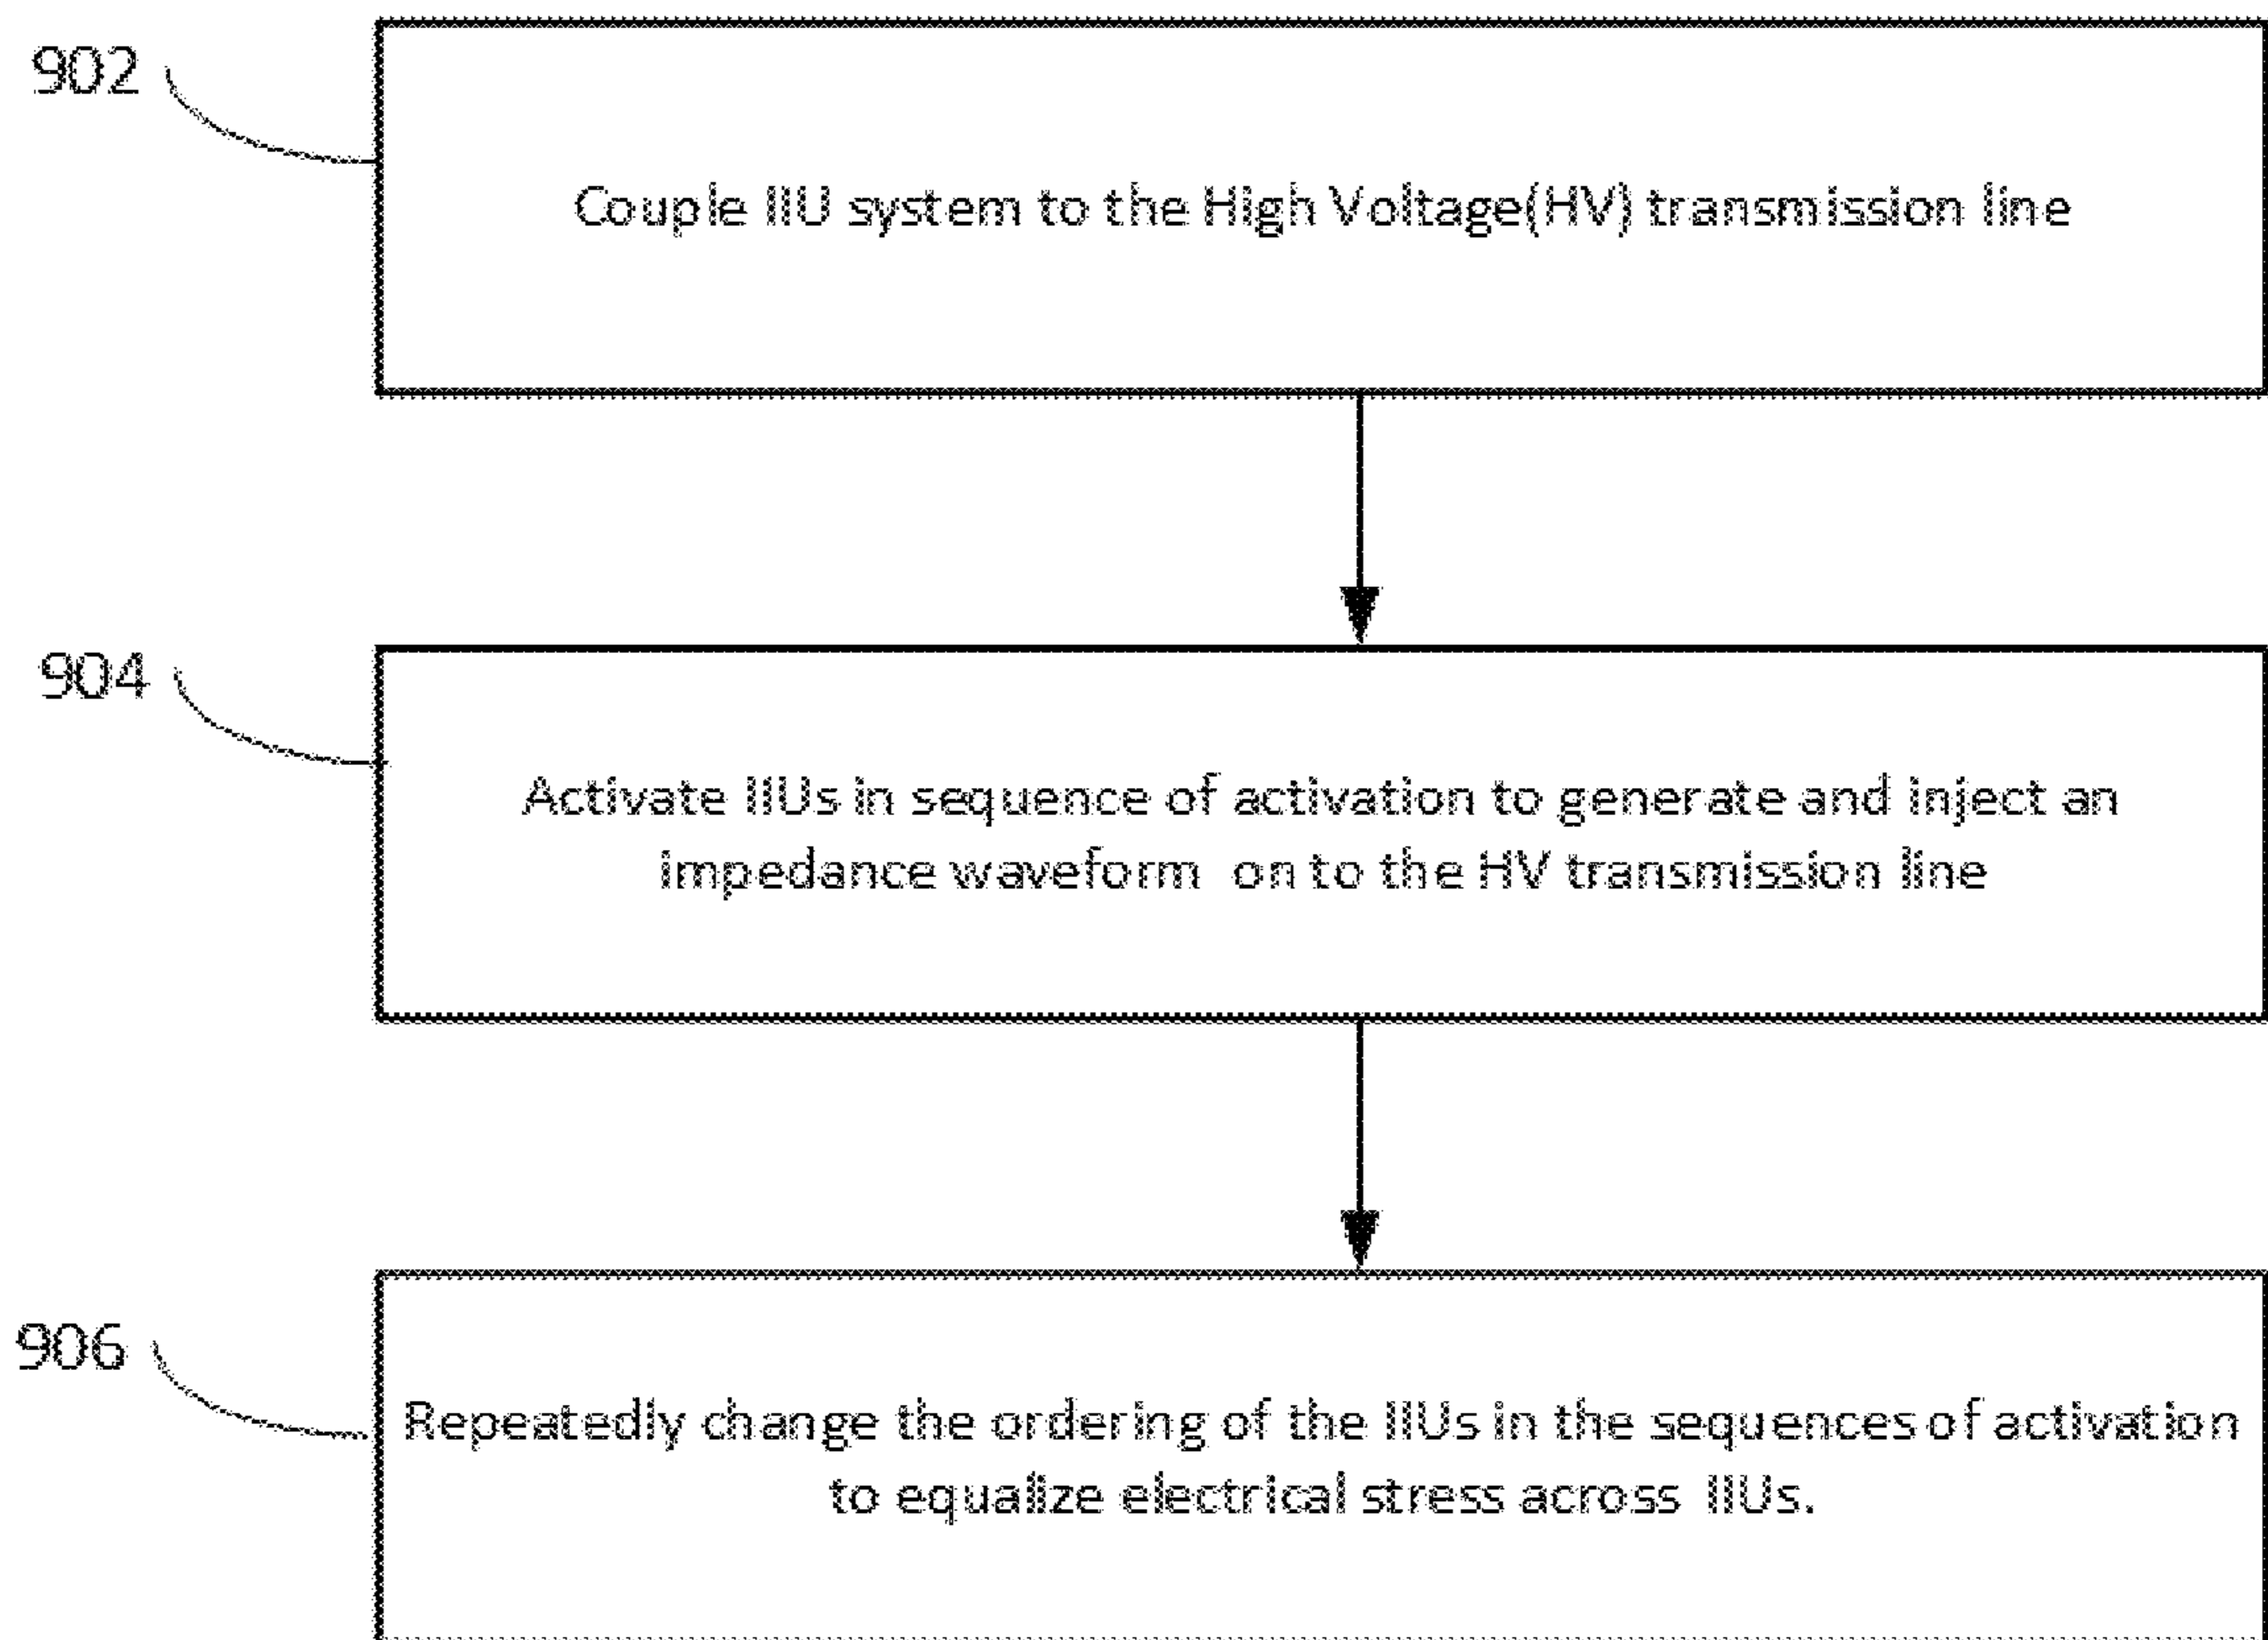 902
Couple IIU system to the High Voltage(HV) transmission line
904
Activate IIUs in sequence of activation to generate and inject an
impedance waveform on to the HV transmission line
906
Repeatedly change the ordering of the IIUs in the sequences of activation
to equalize electrical stress across IIUs.